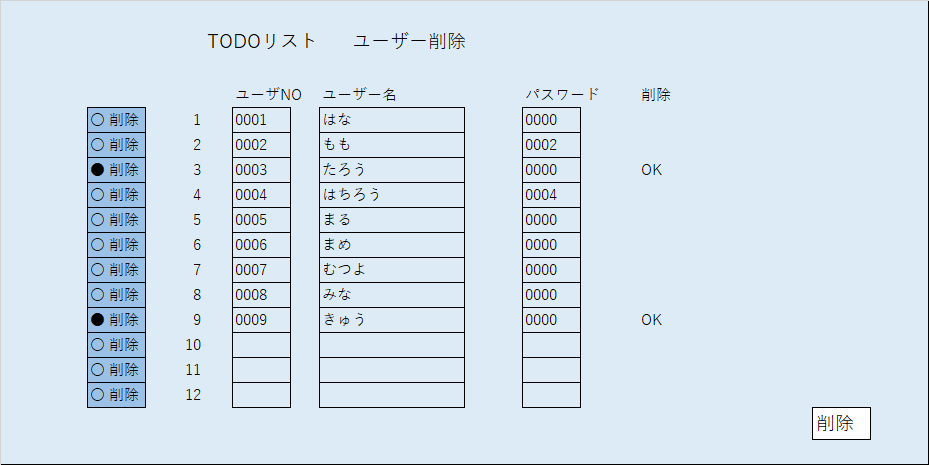 TODOリスト　　ユーザー削除
ユーザNO　ユーザー名　パスワード　削除
○ 削除 1 0001 はな 0000
○ 削除 2 0002 もも 0002
● 削除 3 0003 たろう 0000 OK
○ 削除 4 0004 はちろう 0004
○ 削除 5 0005 まる 0000
○ 削除 6 0006 まめ 0000
○ 削除 7 0007 むつよ 0000
○ 削除 8 0008 みな 0000
● 削除 9 0009 きゅう 0000 OK
○ 削除 10
○ 削除 11
○ 削除 12
削除